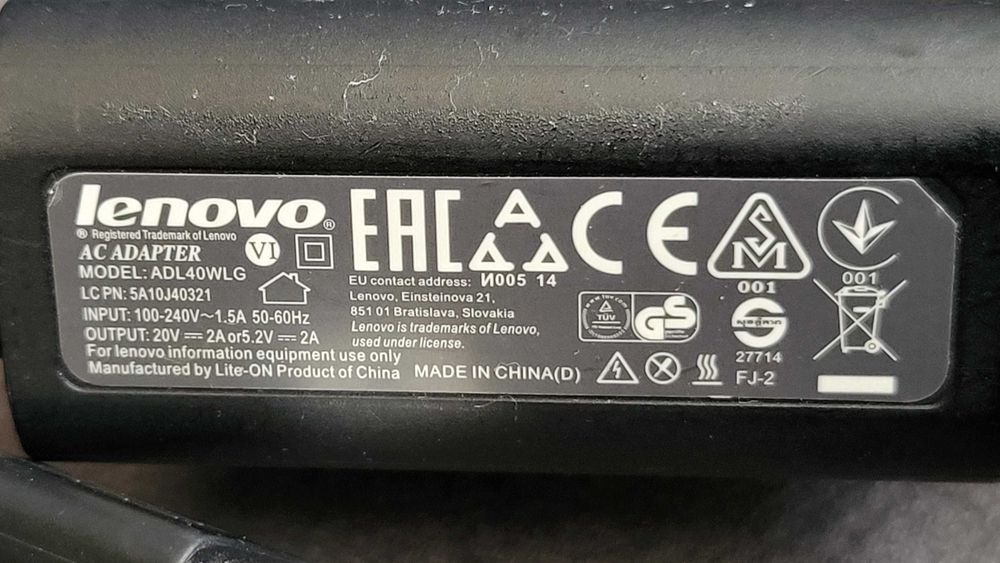 lenovo®
® Registered Trademark of Lenovo
AC ADAPTER VI
MODEL: ADL40WLG
LC PN: 5A10J40321
INPUT: 100-240V~1.5A 50-60Hz
OUTPUT: 20V ⎓ 2A or5.2V ⎓ 2A
For lenovo information equipment use only
Manufactured by Lite-ON Product of China
EAC
CE
EU contact address:
Lenovo, Einsteinova 21,
851 01 Bratislava, Slovakia
Lenovo is trademarks of Lenovo,
used under license.
MADE IN CHINA(D)
A
И005 14
TÜV
GS
SM
001
27714
FJ-2
001